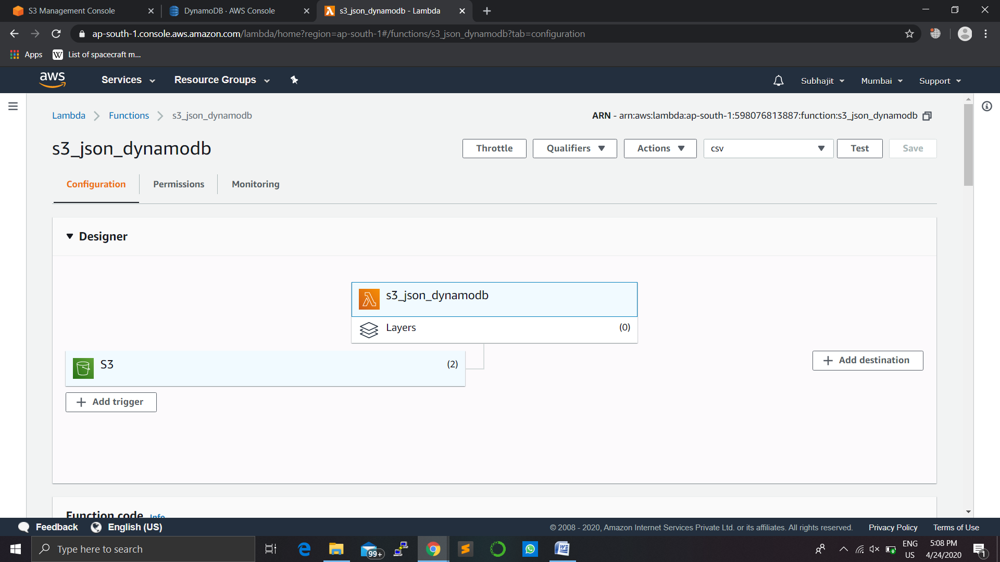 S3 Management Console
DynamoDB · AWS Console
s3_json_dynamodb - Lambda
ap-south-1.console.aws.amazon.com/lambda/home?region=ap-south-1#/functions/s3_json_dynamodb?tab=configuration
Apps
W List of spacecraft m...
aws
Services
Resource Groups
Subhajit
Mumbai
Support
Lambda
Functions
s3_json_dynamodb
ARN - arn:aws:lambda:ap-south-1:598076813887:function:s3_json_dynamodb
s3_json_dynamodb
Throttle
Qualifiers
Actions
csv
Test
Save
Configuration
Permissions
Monitoring
Designer
s3_json_dynamodb
Layers (0)
S3 (2)
Add destination
Add trigger
Function code Info
Feedback
English (US)
© 2008 - 2020, Amazon Internet Services Private Ltd. or its affiliates. All rights reserved.
Privacy Policy
Terms of Use
Type here to search
99+
ENG
US
5:08 PM
4/24/2020
1